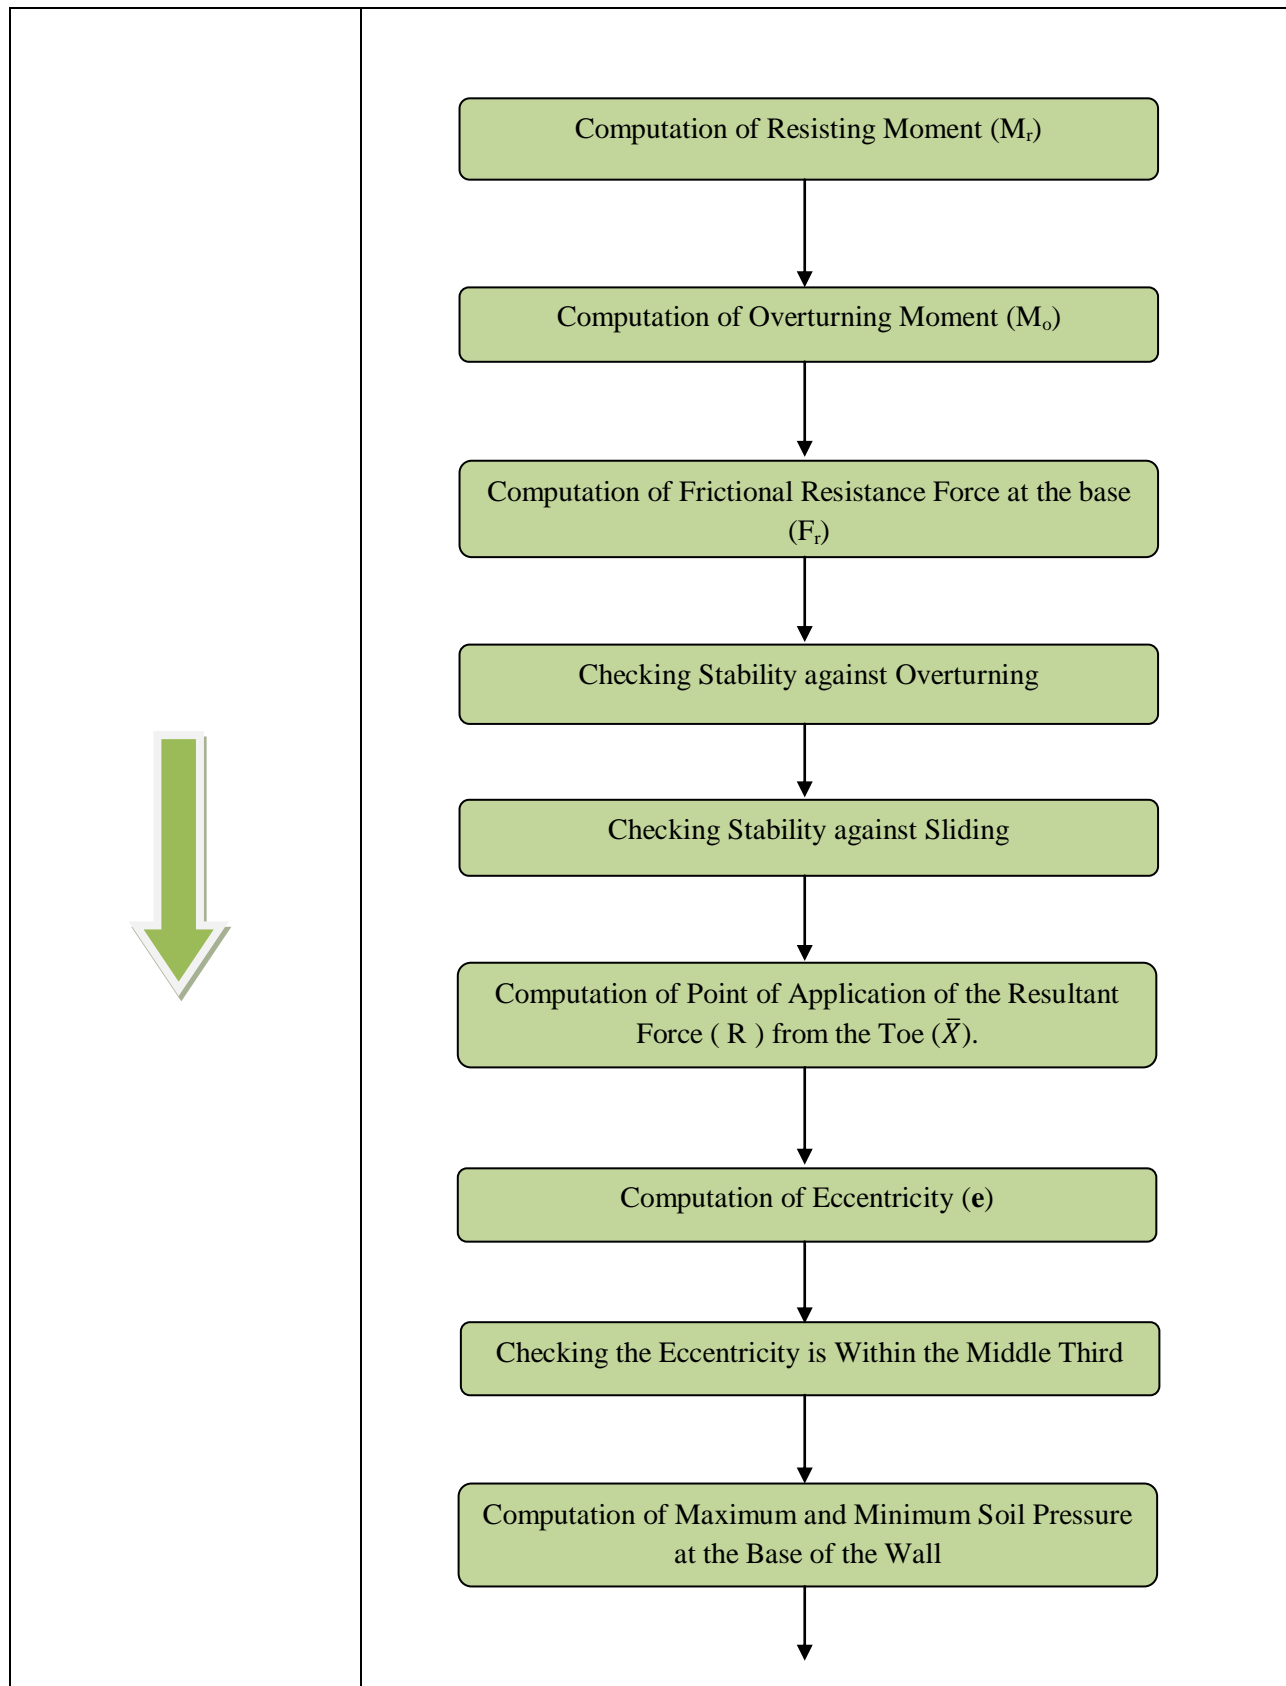 Computation of Resisting Moment (Mᵣ)
Computation of Overturning Moment (Mₒ)
Computation of Frictional Resistance Force at the base
(Fᵣ)
Checking Stability against Overturning
Checking Stability against Sliding
Computation of Point of Application of the Resultant
Force ( R ) from the Toe (X̄).
Computation of Eccentricity (e)
Checking the Eccentricity is Within the Middle Third
Computation of Maximum and Minimum Soil Pressure
at the Base of the Wall